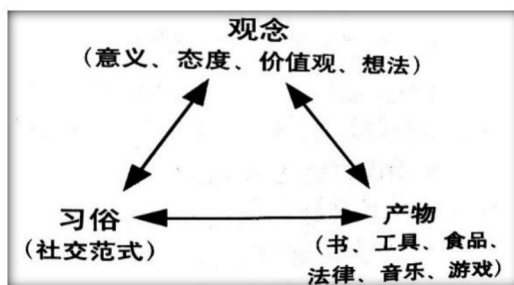 观念
(意义、态度、价值观、想法)
习俗
(社交范式)
产物
(书、工具、食品、
法律、音乐、游戏)